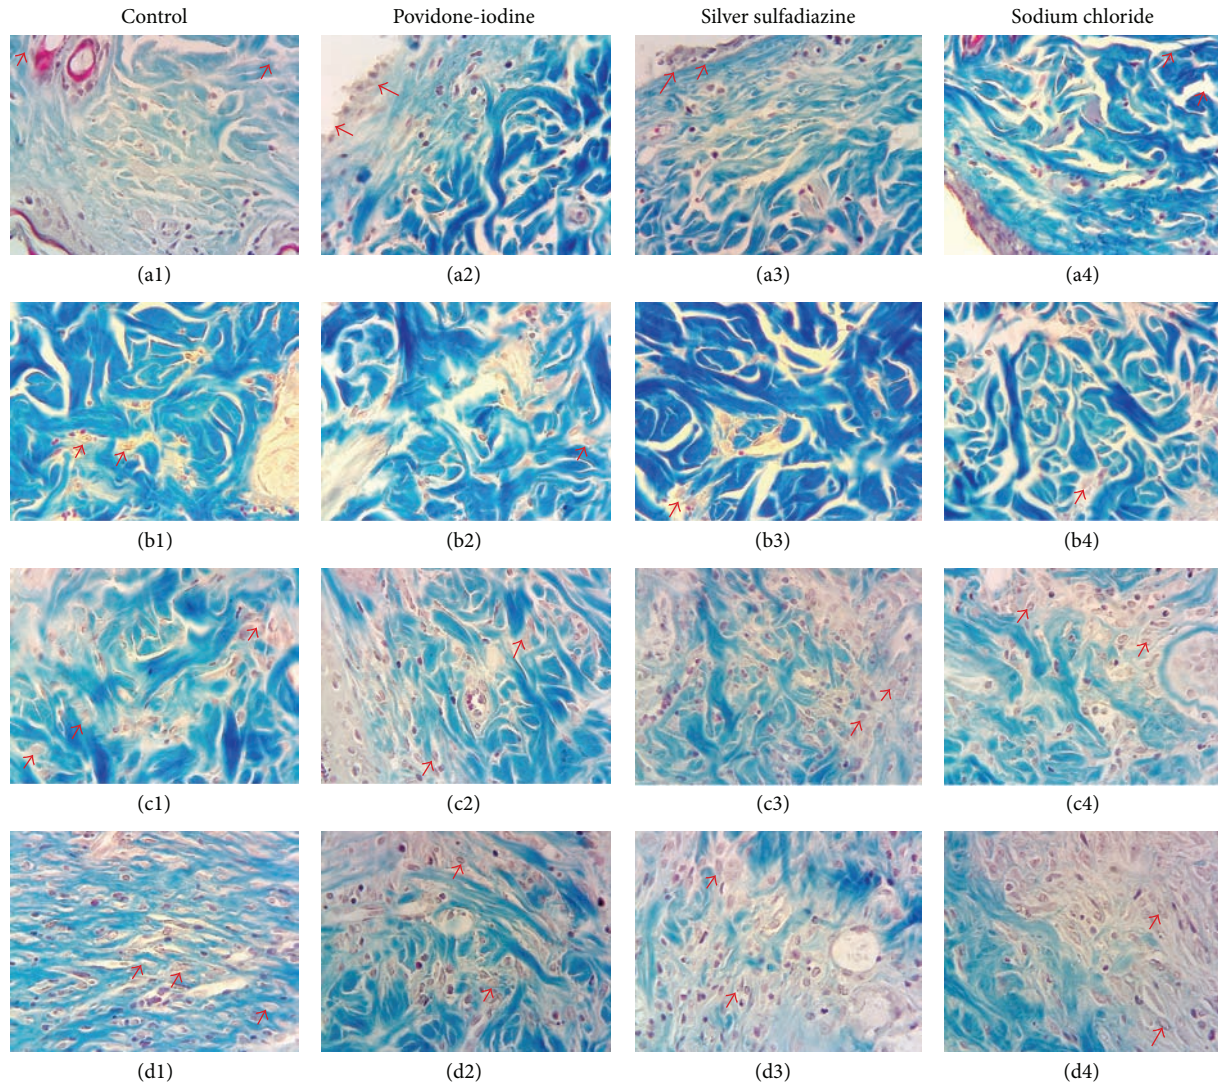 Control Povidone-iodine Silver sulfadiazine Sodium chloride
(a1) (a2) (a3) (a4)
(b1) (b2) (b3) (b4)
(c1) (c2) (c3) (c4)
(d1) (d2) (d3) (d4)